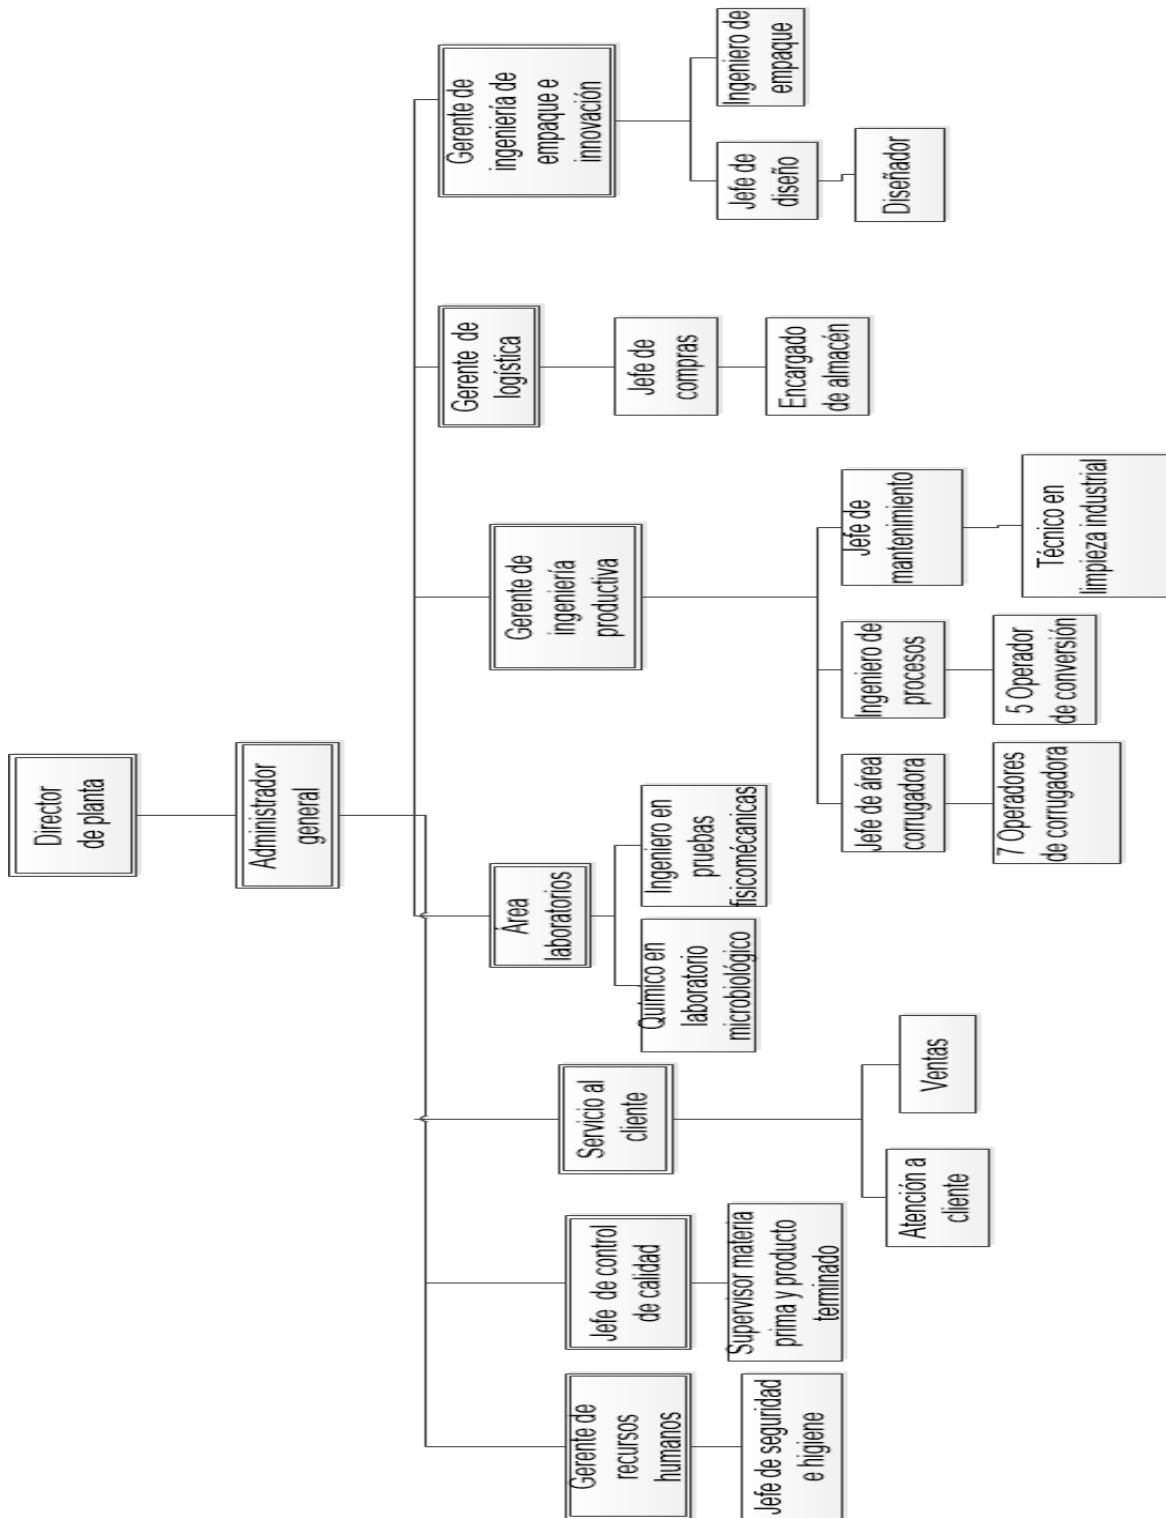 Director
de planta
Administrador
general
Gerente de
recursos
humanos
Jefe de seguridad
e higiene
Jefe de control
de calidad
Supervisor materia
prima y producto
terminado
Servicio al
cliente
Atención a
cliente
Ventas
Área
laboratorios
Químico en
laboratorio
microbiológico
Ingeniero en
pruebas
fisicomécanicas
Gerente de
ingeniería
productiva
Jefe de área
corrugadora
7 Operadores
de corrugadora
Ingeniero de
procesos
5 Operador
de conversión
Jefe de
mantenimiento
Técnico en
limpieza industrial
Gerente de
logística
Jefe de
compras
Encargado
de almacén
Gerente de
ingeniería de
empaque e
innovación
Jefe de
diseño
Diseñador
Ingeniero de
empaque